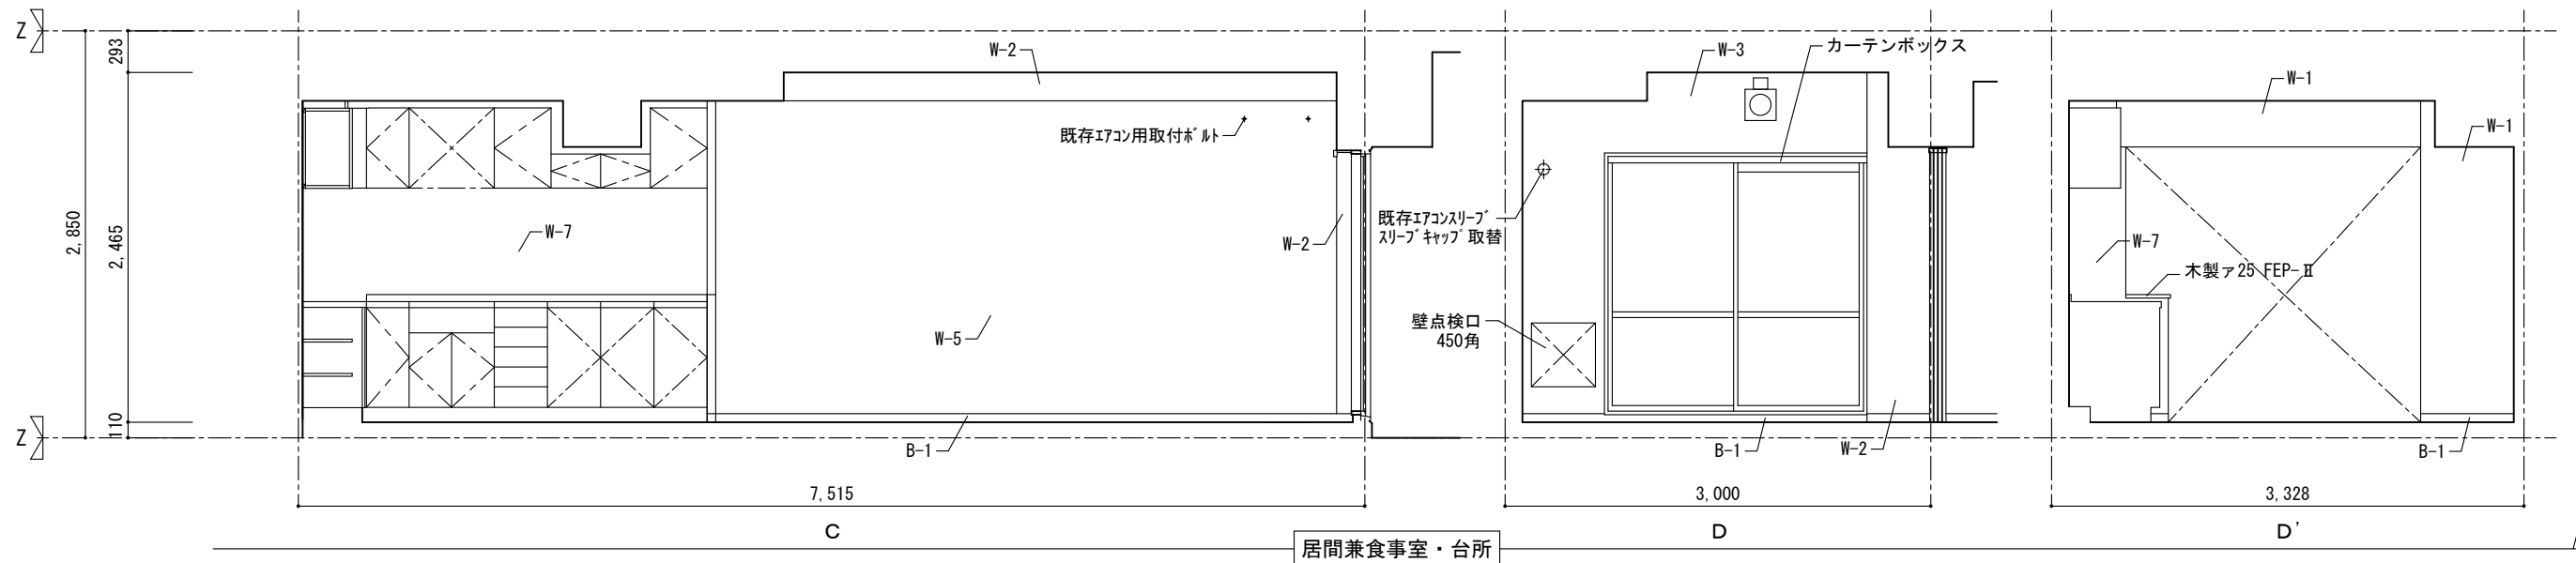 Z
293
2,850
2,465
110
Z
W-2
既存ｴｱｺﾝ用取付ﾎﾞﾙﾄ
W-7
W-2
W-5
B-1
7,515
C
W-3
カーテンボックス
既存ｴｱｺﾝｽﾘｰﾌﾞ
ｽﾘｰﾌﾞｷｬｯﾌﾟ取替
壁点検口
450角
B-1
W-2
3,000
D
W-1
W-1
W-7
木製ァ25 FEP-Ⅱ
B-1
3,328
D'
居間兼食事室・台所